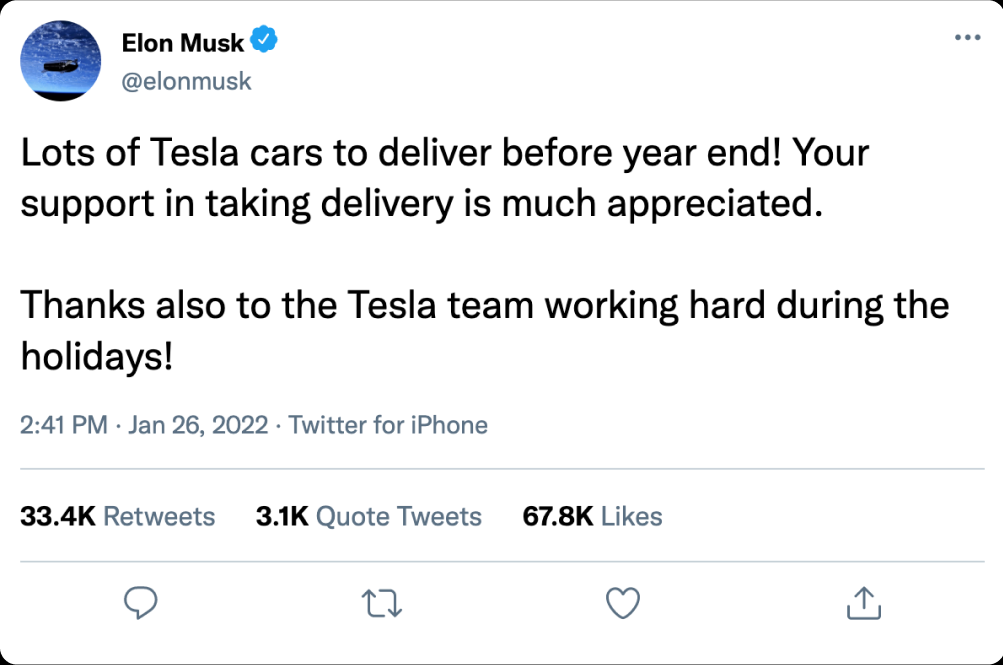 Elon Musk
@elonmusk
Lots of Tesla cars to deliver before year end! Your
support in taking delivery is much appreciated.
Thanks also to the Tesla team working hard during the
holidays!
2:41 PM · Jan 26, 2022 · Twitter for iPhone
33.4K Retweets 3.1K Quote Tweets 67.8K Likes